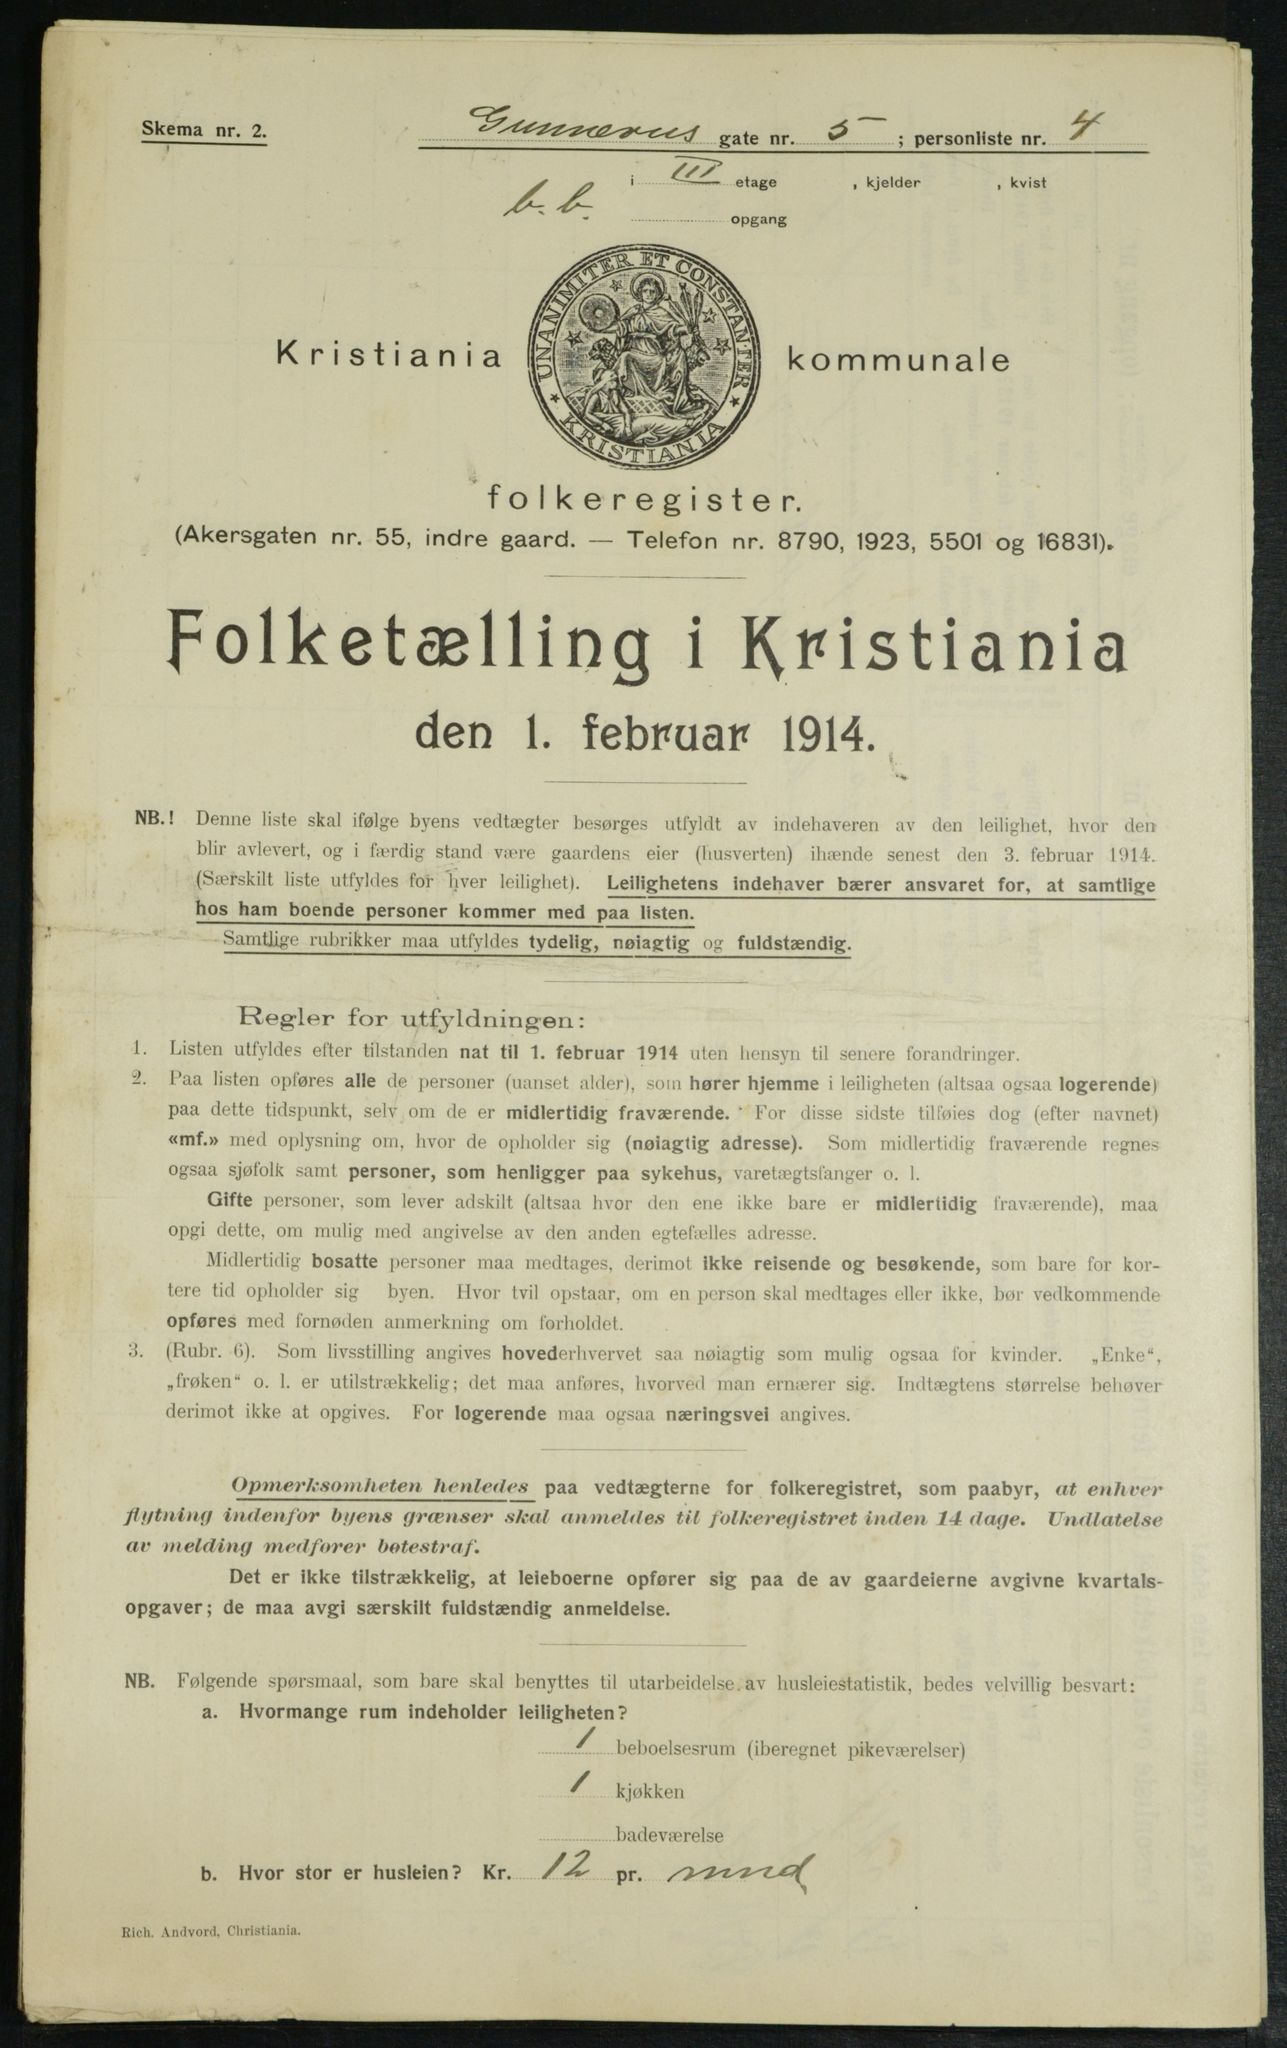 Skema nr. 2.
Gunnerus gate nr. 5 ; personliste nr. 4
i III etage , kjelder , kvist
b. b. opgang
UNANIMITER ET CONSTANTER
KRISTIANIA
Kristiania kommunale
folkeregister.
(Akersgaten nr. 55, indre gaard. — Telefon nr. 8790, 1923, 5501 og 16831).
Folketælling i Kristiania
den 1. februar 1914.
NB.! Denne liste skal ifølge byens vedtægter besørges utfyldt av indehaveren av den leilighet, hvor den
blir avlevert, og i færdig stand være gaardens eier (husverten) ihænde senest den 3. februar 1914.
(Særskilt liste utfyldes for hver leilighet). Leilighetens indehaver bærer ansvaret for, at samtlige
hos ham boende personer kommer med paa listen.
Samtlige rubrikker maa utfyldes tydelig, nøiagtig og fuldstændig.
Regler for utfyldningen:
1. Listen utfyldes efter tilstanden nat til 1. februar 1914 uten hensyn til senere forandringer.
2. Paa listen opføres alle de personer (uanset alder), som hører hjemme i leiligheten (altsaa ogsaa logerende)
paa dette tidspunkt, selv om de er midlertidig fraværende. For disse sidste tilføies dog (efter navnet)
«mf.» med oplysning om, hvor de opholder sig (nøiagtig adresse). Som midlertidig fraværende regnes
ogsaa sjøfolk samt personer, som henligger paa sykehus, varetægtsfanger o. l.
Gifte personer, som lever adskilt (altsaa hvor den ene ikke bare er midlertidig fraværende), maa
opgi dette, om mulig med angivelse av den anden egtefælles adresse.
Midlertidig bosatte personer maa medtages, derimot ikke reisende og besøkende, som bare for kor-
tere tid opholder sig byen. Hvor tvil opstaar, om en person skal medtages eller ikke, bør vedkommende
opføres med fornøden anmerkning om forholdet.
3. (Rubr. 6). Som livsstilling angives hovederhvervet saa nøiagtig som mulig ogsaa for kvinder. „Enke“,
„frøken“ o. l. er utilstrækkelig; det maa anføres, hvorved man ernærer sig. Indtægtens størrelse behøver
derimot ikke at opgives. For logerende maa ogsaa næringsvei angives.
Opmerksomheten henledes paa vedtægterne for folkeregistret, som paabyr, at enhver
flytning indenfor byens grænser skal anmeldes til folkeregistret inden 14 dage. Undlatelse
av melding medfører bøtestraf.
Det er ikke tilstrækkelig, at leieboerne opfører sig paa de av gaardeierne avgivne kvartals-
opgaver; de maa avgi særskilt fuldstændig anmeldelse.
NB. Følgende spørsmaal, som bare skal benyttes til utarbeidelse av husleiestatistik, bedes velvillig besvart:
a. Hvormange rum indeholder leiligheten?
1 beboelsesrum (iberegnet pikeværelser)
1 kjøkken
badeværelse
b. Hvor stor er husleien? Kr. 12 pr. mnd
Rich. Andvord, Christiania.